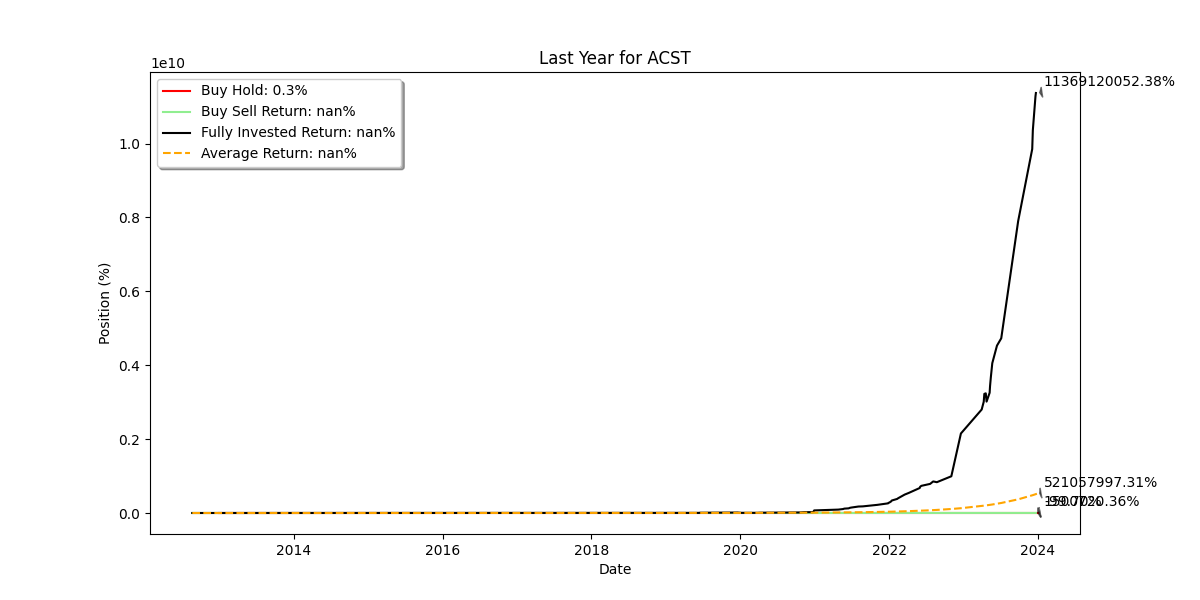 Last Year for ACST
1e10
11369120052.38%
Buy Hold: 0.3%
Buy Sell Return: nan%
Fully Invested Return: nan%
Average Return: nan%
1.0
0.8
0.6
0.4
0.2
0.0
Position (%)
521057997.31%
2014
2016
2018
2020
2022
2024
Date